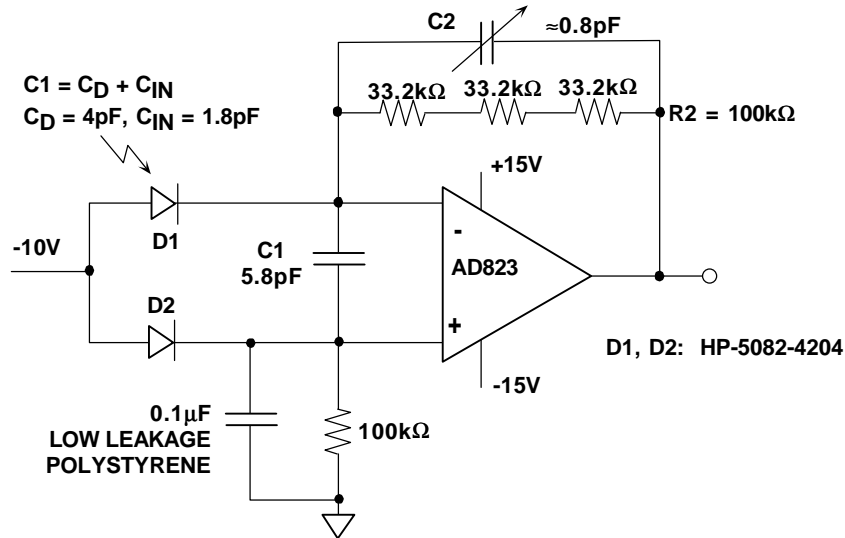 C2
≈0.8pF
C1 = CD + CIN
CD = 4pF, CIN = 1.8pF
33.2kΩ 33.2kΩ 33.2kΩ
R2 = 100kΩ
+15V
-10V
D1
C1
5.8pF
-
AD823
D2
+
D1, D2: HP-5082-4204
-15V
0.1μF
LOW LEAKAGE
POLYSTYRENE
100kΩ